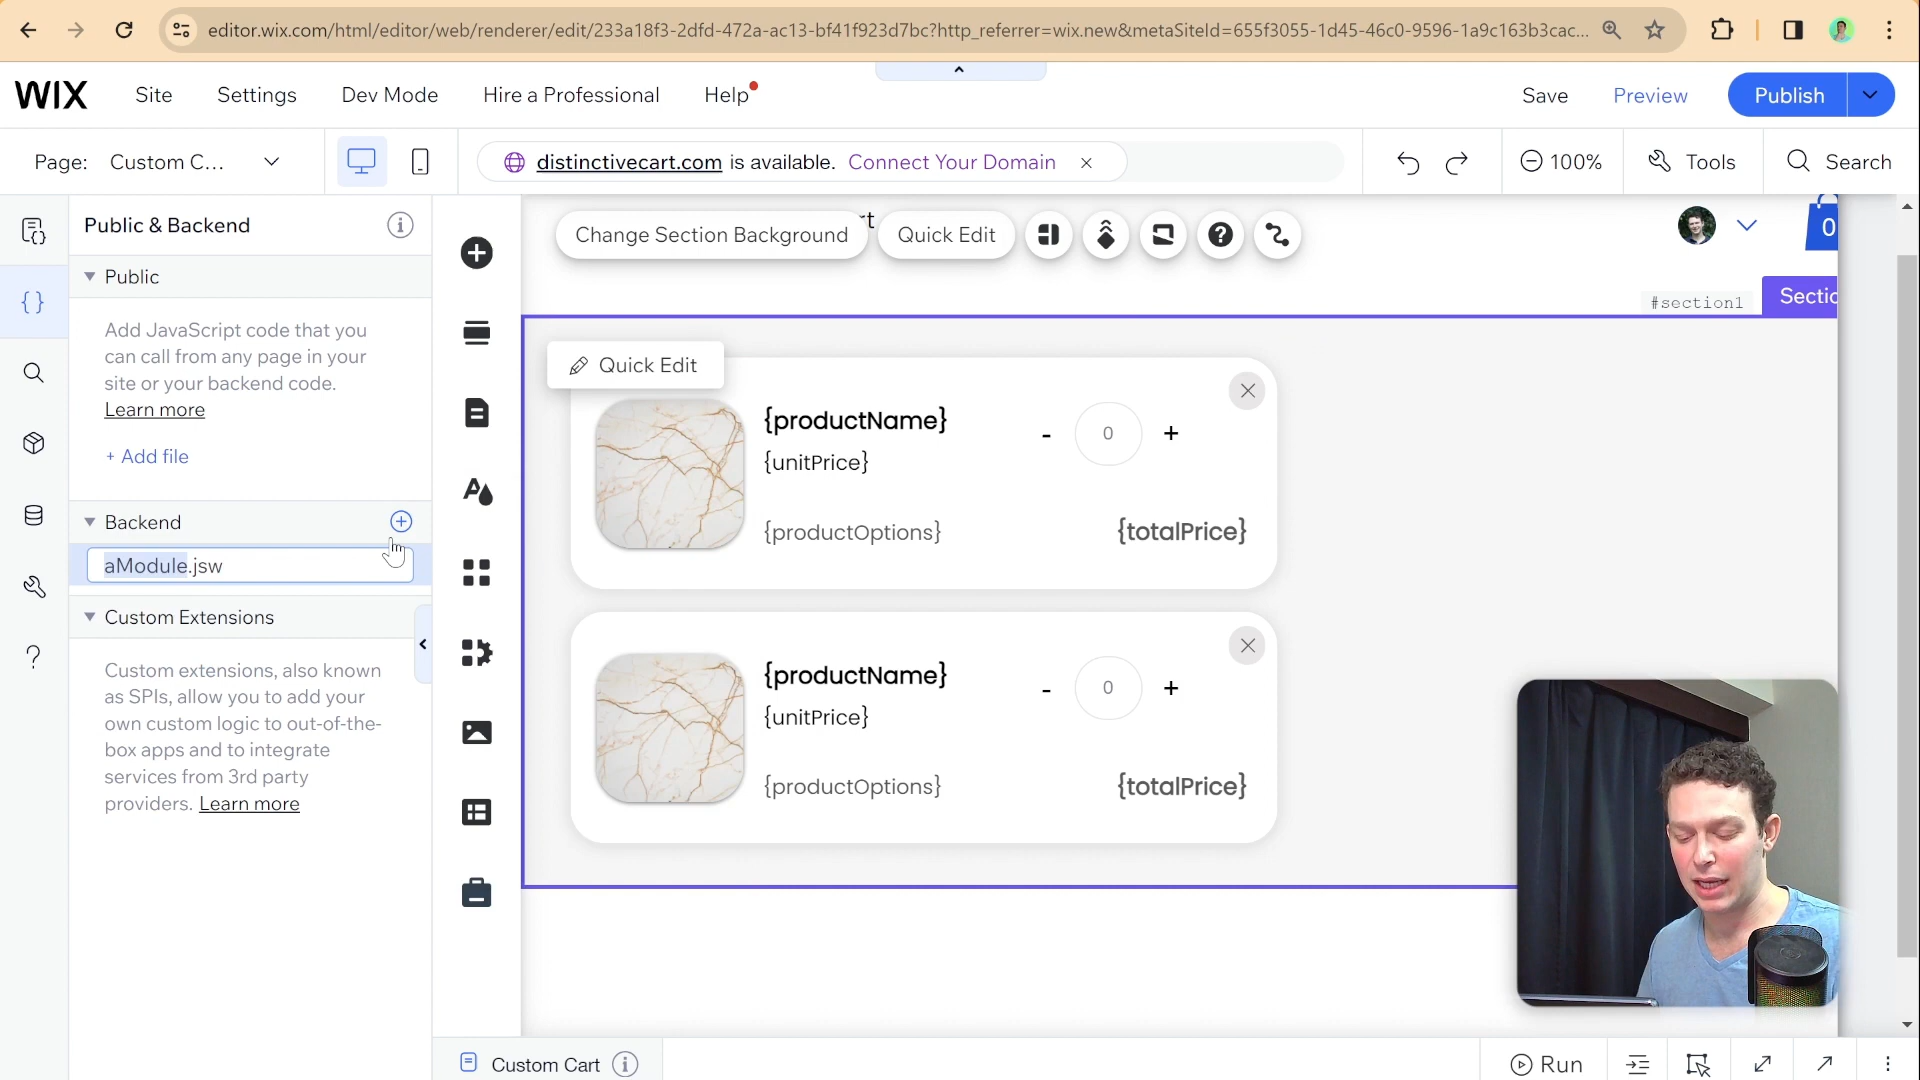 editor.wix.com/html/editor/web/renderer/edit/233a18f3-2dfd-472a-ac13-bf41f923d7bc?http_referrer=wix.new&metaSiteId=655f3055-1d45-46c0-9596-1a9c163b3cac...
WIX Site Settings Dev Mode Hire a Professional Help Save Preview Publish
Page: Custom C... distinctivecart.com is available. Connect Your Domain 100% Tools Search
Public & Backend
Public
Add JavaScript code that you
can call from any page in your
site or your backend code.
Learn more
+ Add file
Backend
aModule.jsw
Custom Extensions
Custom extensions, also known
as SPIs, allow you to add your
own custom logic to out-of-the-
box apps and to integrate
services from 3rd party
providers. Learn more
Change Section Background
rt
Quick Edit
0
#section1
Sectio
Quick Edit
{productName}
{unitPrice}
- 0 +
{productOptions}
{totalPrice}
{productName}
{unitPrice}
- 0 +
{productOptions}
{totalPrice}
Custom Cart
Run